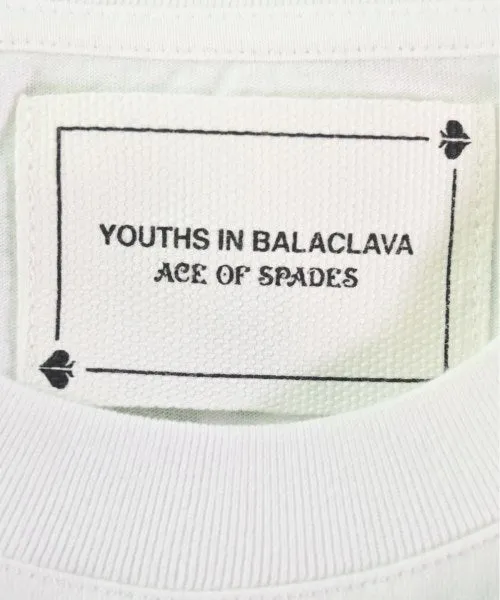 YOUTHS IN BALACLAVA
ACE OF SPADES